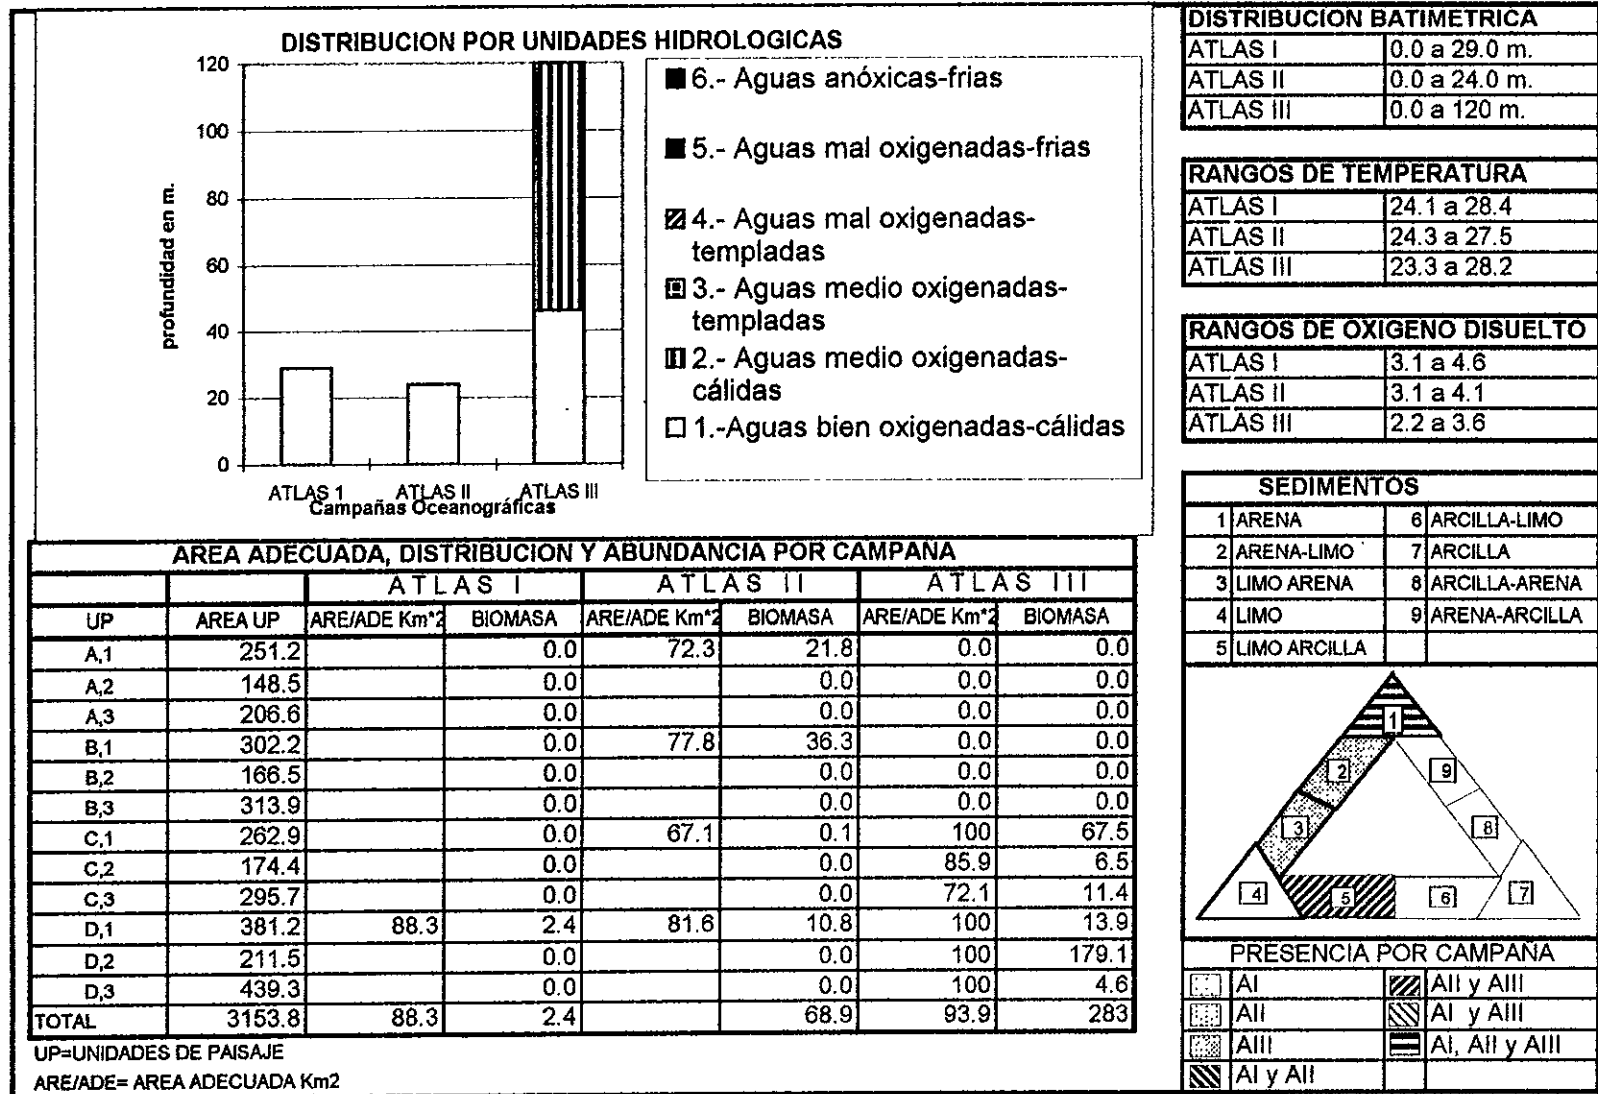 DISTRIBUCION POR UNIDADES HIDROLOGICAS
120
100
80
60
40
20
0
profundidad en m.
ATLAS 1 ATLAS II ATLAS III
Campañas Oceanográficas
6.- Aguas anóxicas-frias
5.- Aguas mal oxigenadas-frias
4.- Aguas mal oxigenadas-
templadas
3.- Aguas medio oxigenadas-
templadas
2.- Aguas medio oxigenadas-
cálidas
1.-Aguas bien oxigenadas-cálidas
DISTRIBUCION BATIMETRICA
ATLAS I 0.0 a 29.0 m.
ATLAS II 0.0 a 24.0 m.
ATLAS III 0.0 a 120 m.
RANGOS DE TEMPERATURA
ATLAS I 24.1 a 28.4
ATLAS II 24.3 a 27.5
ATLAS III 23.3 a 28.2
RANGOS DE OXIGENO DISUELTO
ATLAS I 3.1 a 4.6
ATLAS II 3.1 a 4.1
ATLAS III 2.2 a 3.6
SEDIMENTOS
1 ARENA 6 ARCILLA-LIMO
2 ARENA-LIMO 7 ARCILLA
3 LIMO ARENA 8 ARCILLA-ARENA
4 LIMO 9 ARENA-ARCILLA
5 LIMO ARCILLA
1
2 9
3 8
4 5 6 7
PRESENCIA POR CAMPAÑA
AI AII y AIII
AII AI y AIII
AIII AI, AII y AIII
AI y AII
AREA ADECUADA, DISTRIBUCION Y ABUNDANCIA POR CAMPAÑA
ATLAS I ATLAS II ATLAS III
UP AREA UP ARE/ADE Km*2 BIOMASA ARE/ADE Km*2 BIOMASA ARE/ADE Km*2 BIOMASA
A,1 251.2 0.0 72.3 21.8 0.0 0.0
A,2 148.5 0.0 0.0 0.0 0.0
A,3 206.6 0.0 0.0 0.0 0.0
B,1 302.2 0.0 77.8 36.3 0.0 0.0
B,2 166.5 0.0 0.0 0.0 0.0
B,3 313.9 0.0 0.0 0.0 0.0
C,1 262.9 0.0 67.1 0.1 100 67.5
C,2 174.4 0.0 0.0 85.9 6.5
C,3 295.7 0.0 0.0 72.1 11.4
D,1 381.2 88.3 2.4 81.6 10.8 100 13.9
D,2 211.5 0.0 0.0 100 179.1
D,3 439.3 0.0 0.0 100 4.6
TOTAL 3153.8 88.3 2.4 68.9 93.9 283
UP=UNIDADES DE PAISAJE
ARE/ADE= AREA ADECUADA Km2